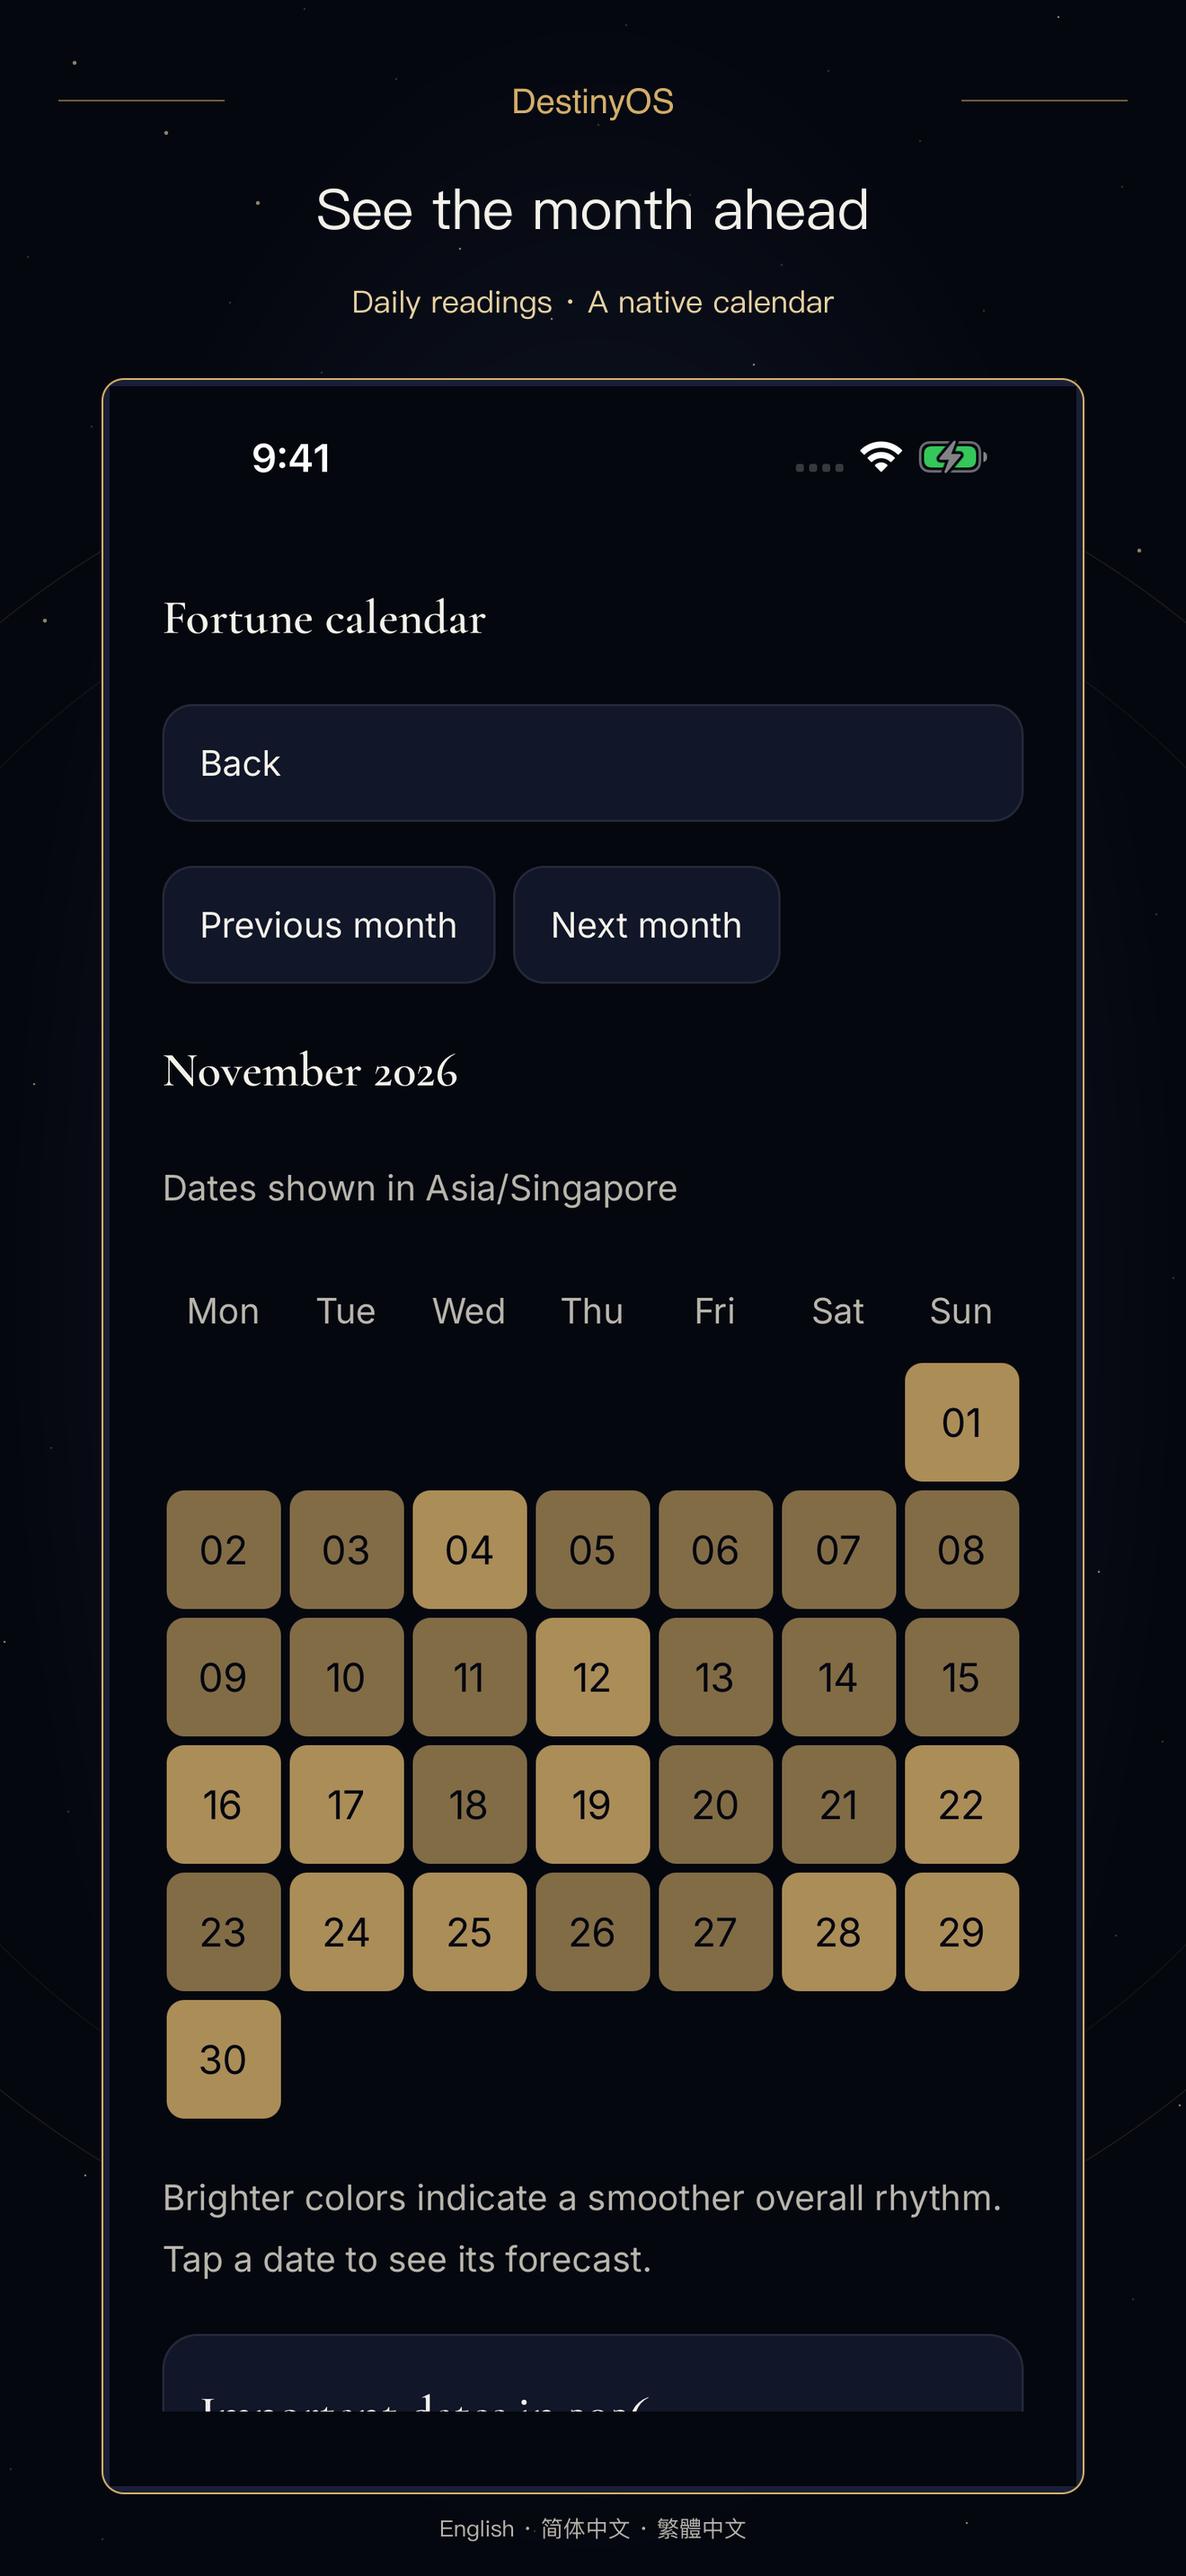 DestinyOS
See the month ahead
Daily readings · A native calendar
9:41
Fortune calendar
Back
Previous month Next month
November 2026
Dates shown in Asia/Singapore
Mon Tue Wed Thu Fri Sat Sun
01
02 03 04 05 06 07 08
09 10 11 12 13 14 15
16 17 18 19 20 21 22
23 24 25 26 27 28 29
30
Brighter colors indicate a smoother overall rhythm.
Tap a date to see its forecast.
Important dates in 2026
English · 简体中文 · 繁體中文